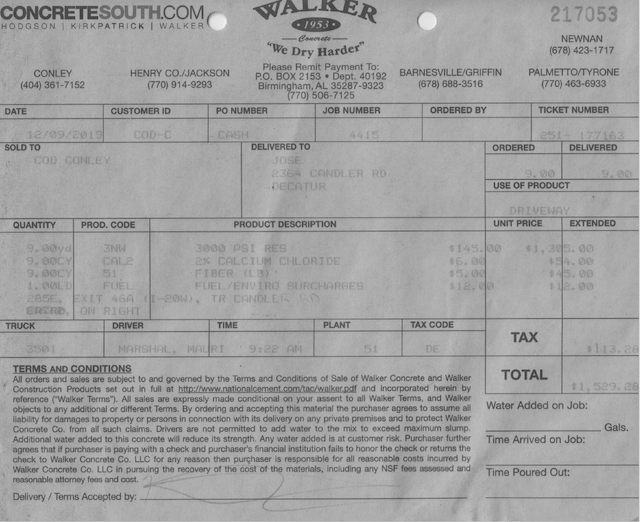 CONCRETESOUTH.COM
HODGSON | KIRKPATRICK | WALKER
WALKER
1953
Concrete
"We Dry Harder"
217053
NEWNAN
(678) 423-1717
CONLEY
(404) 361-7152
HENRY CO./JACKSON
(770) 914-9293
Please Remit Payment To:
P.O. BOX 2153 • Dept. 40192
Birmingham, AL 35287-9323
(770) 506-7125
BARNESVILLE/GRIFFIN
(678) 688-3516
PALMETTO/TYRONE
(770) 463-6933
DATE CUSTOMER ID PO NUMBER JOB NUMBER ORDERED BY TICKET NUMBER
12/09/2019 COD-C CASH 4415 251- 177163
SOLD TO DELIVERED TO ORDERED DELIVERED
COD CONLEY JOSE
2364 CANDLER RD 9.00 9.00
DECATUR USE OF PRODUCT
DRIVEWAY
QUANTITY PROD. CODE PRODUCT DESCRIPTION UNIT PRICE EXTENDED
9.00yd 3NW 3000 PSI RES $145.00 $1,305.00
9.00CY CAL2 2% CALCIUM CHLORIDE $6.00 $54.00
9.00CY 51 FIBER (LB) $5.00 $45.00
1.00LD FUEL FUEL/ENVIRO SURCHARGES $12.00 $12.00
285E, EXIT 46A (I-20W), TR CANDLER RD
ON RIGHT
TRUCK DRIVER TIME PLANT TAX CODE TAX
3501 MARSHAL, MAURI 9:22 AM 51 DE $113.28
TERMS AND CONDITIONS TOTAL $1,529.28
All orders and sales are subject to and governed by the Terms and Conditions of Sale of Walker Concrete and Walker
Construction Products set out in full at http://www.nationalcement.com/tac/walker.pdf and incorporated herein by
reference ("Walker Terms"). All sales are expressly made conditional on your assent to all Walker Terms, and Walker
objects to any additional or different Terms. By ordering and accepting this material the purchaser agrees to assume all
liability for damages to property or persons in connection with its delivery on any private premises and to protect Walker
Concrete Co. from all such claims. Drivers are not permitted to add water to the mix to exceed maximum slump.
Additional water added to this concrete will reduce its strength. Any water added is at customer risk. Purchaser further
agrees that if purchaser is paying with a check and purchaser's financial institution fails to honor the check or returns the
check to Walker Concrete Co. LLC for any reason then purchaser is responsible for all reasonable costs incurred by
Walker Concrete Co. LLC in pursuing the recovery of the cost of the materials, including any NSF fees assessed and
reasonable attorney fees and cost.
Delivery / Terms Accepted by:
Water Added on Job:
Gals.
Time Arrived on Job:
Time Poured Out: